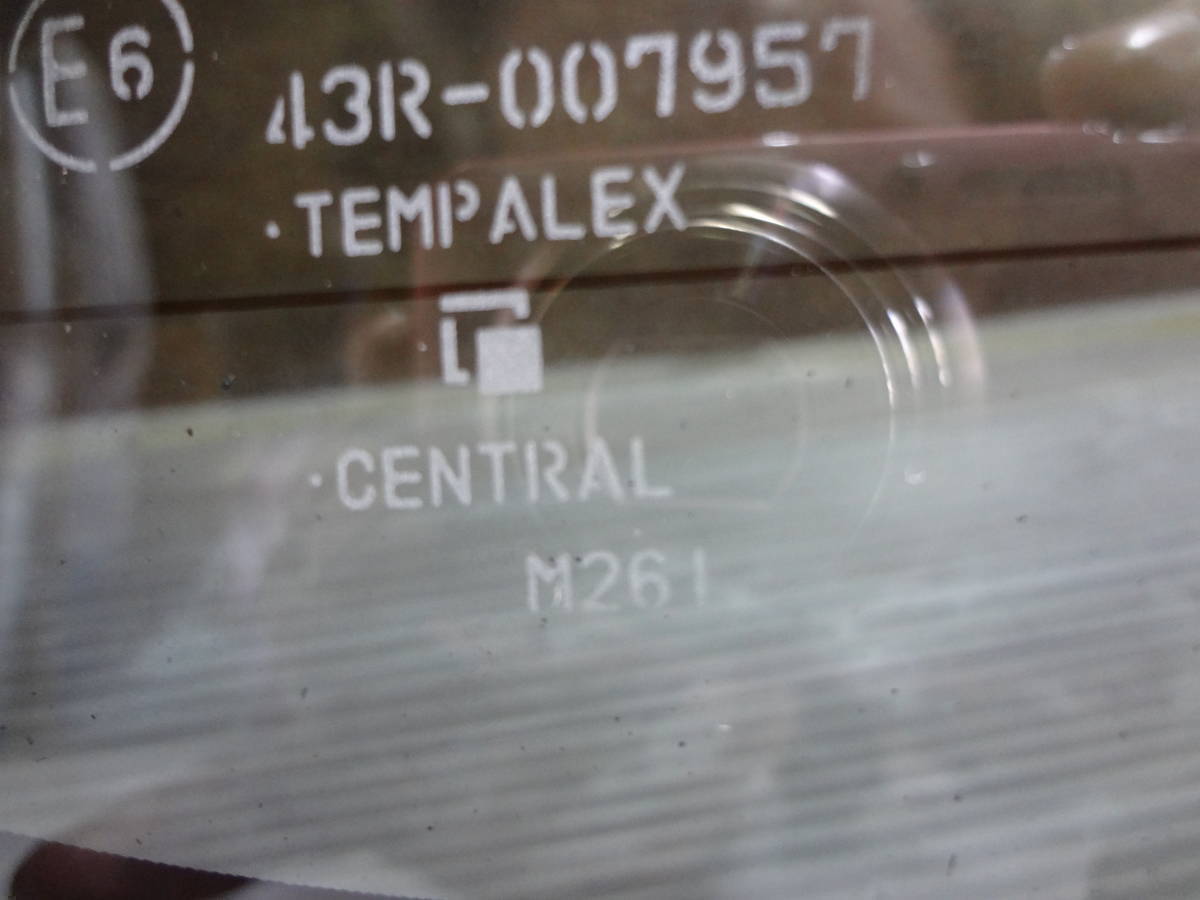 E6
43R-007957
·TEMPALEX
·CENTRAL
M261